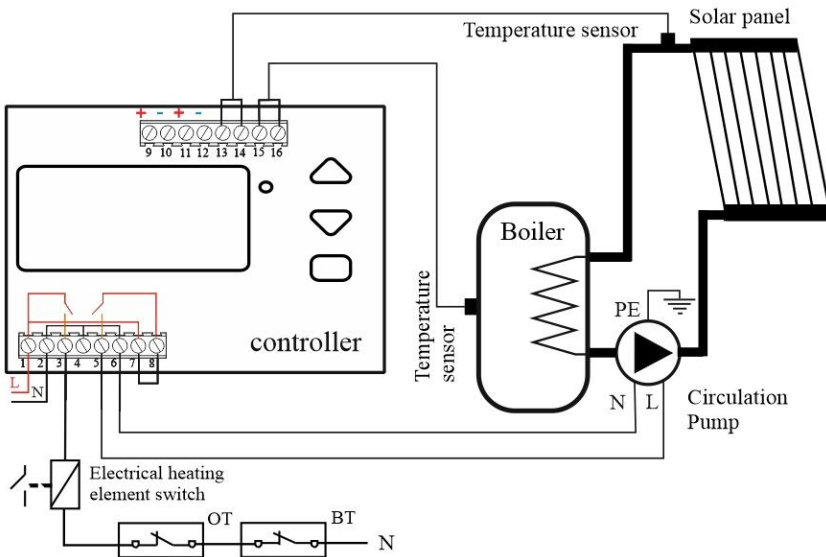 Solar panel
Temperature sensor
+ - + -
9 10 11 12 13 14 15 16
Boiler
Temperature
sensor
PE
controller
1 2 3 4 5 6 7 8
L
N
N L
Circulation
Pump
Electrical heating
element switch
OT
BT
N